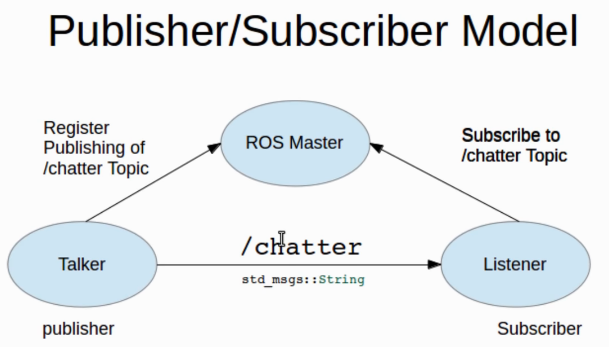 Publisher/Subscriber Model
Register
Publishing of
/chatter Topic
ROS Master
Subscribe to
/chatter Topic
Talker
/chatter
std_msgs::String
Listener
publisher
Subscriber